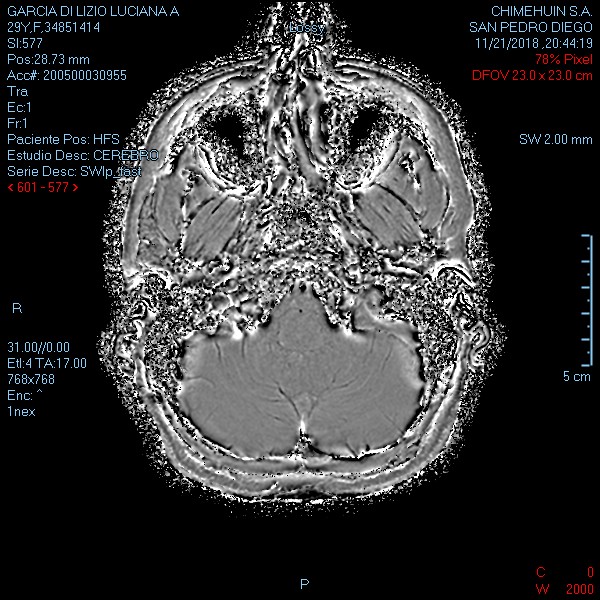 GARCIA DI LIZIO LUCIANA A
29Y,F,34851414
SI:577
Pos:28.73 mm
Acc#: 200500030955
Tra
Ec:1
Fr:1
Paciente Pos: HFS
Estudio Desc: CEREBRO
Serie Desc: SWIp_fast
< 601 - 577 >
Lossy
CHIMEHUIN S.A.
SAN PEDRO DIEGO
11/21/2018 ,20:44:19
78% Pixel
DFOV 23.0 x 23.0 cm
SW 2.00 mm
R
31.00//0.00
Etl:4 TA:17.00
768x768
Enc: ^
1nex
5 cm
P
C 0
W 2000